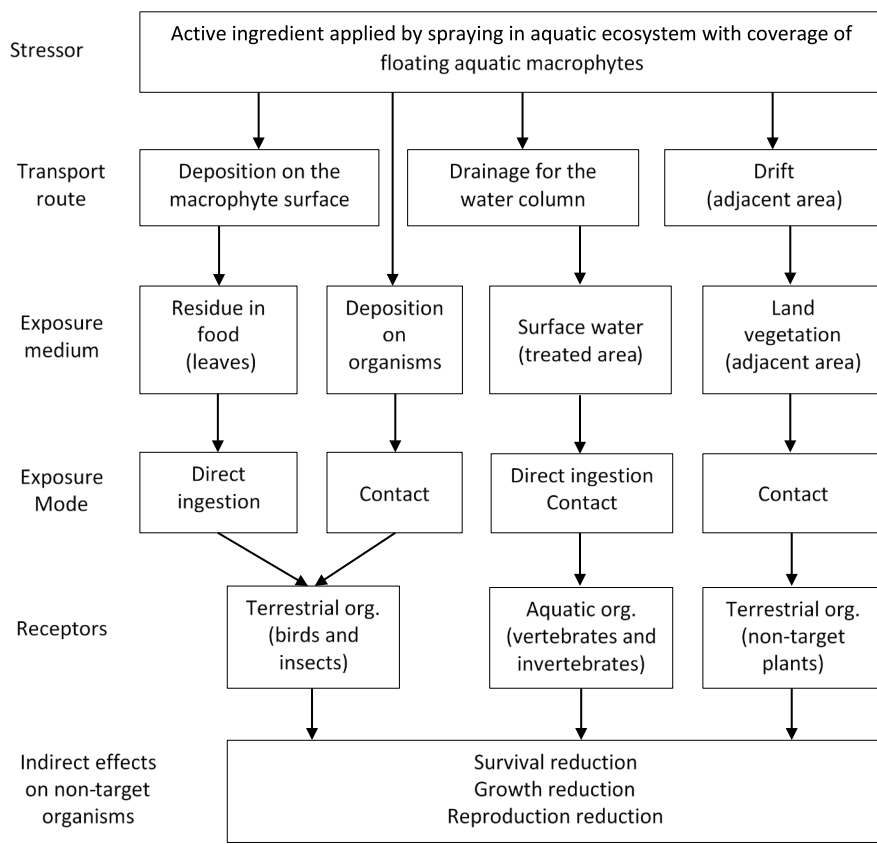 Stressor
Active ingredient applied by spraying in aquatic ecosystem with coverage of
floating aquatic macrophytes
Transport
route
Deposition on the
macrophyte surface
Drainage for the
water column
Drift
(adjacent area)
Exposure
medium
Residue in
food
(leaves)
Deposition
on
organisms
Surface water
(treated area)
Land
vegetation
(adjacent area)
Exposure
Mode
Direct
ingestion
Contact
Direct ingestion
Contact
Contact
Receptors
Terrestrial org.
(birds and
insects)
Aquatic org.
(vertebrates and
invertebrates)
Terrestrial org.
(non-target
plants)
Indirect effects
on non-target
organisms
Survival reduction
Growth reduction
Reproduction reduction